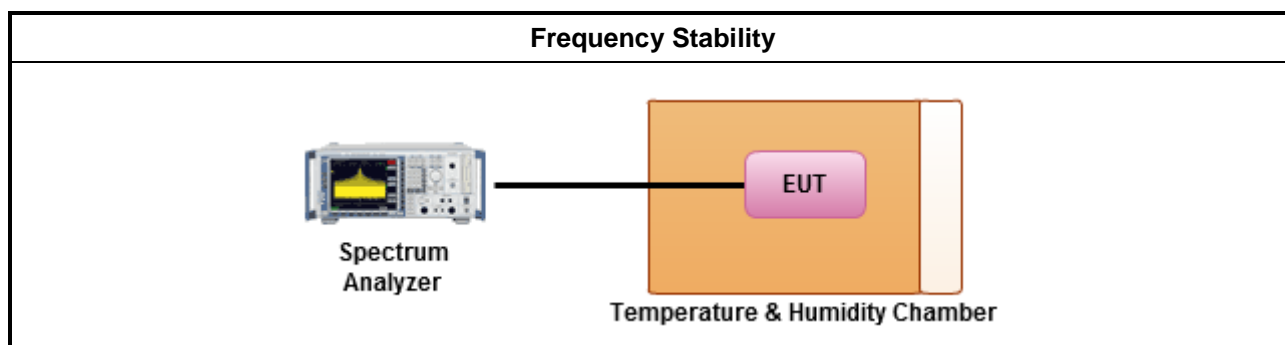 Frequency Stability
EUT
Spectrum
Analyzer
Temperature & Humidity Chamber